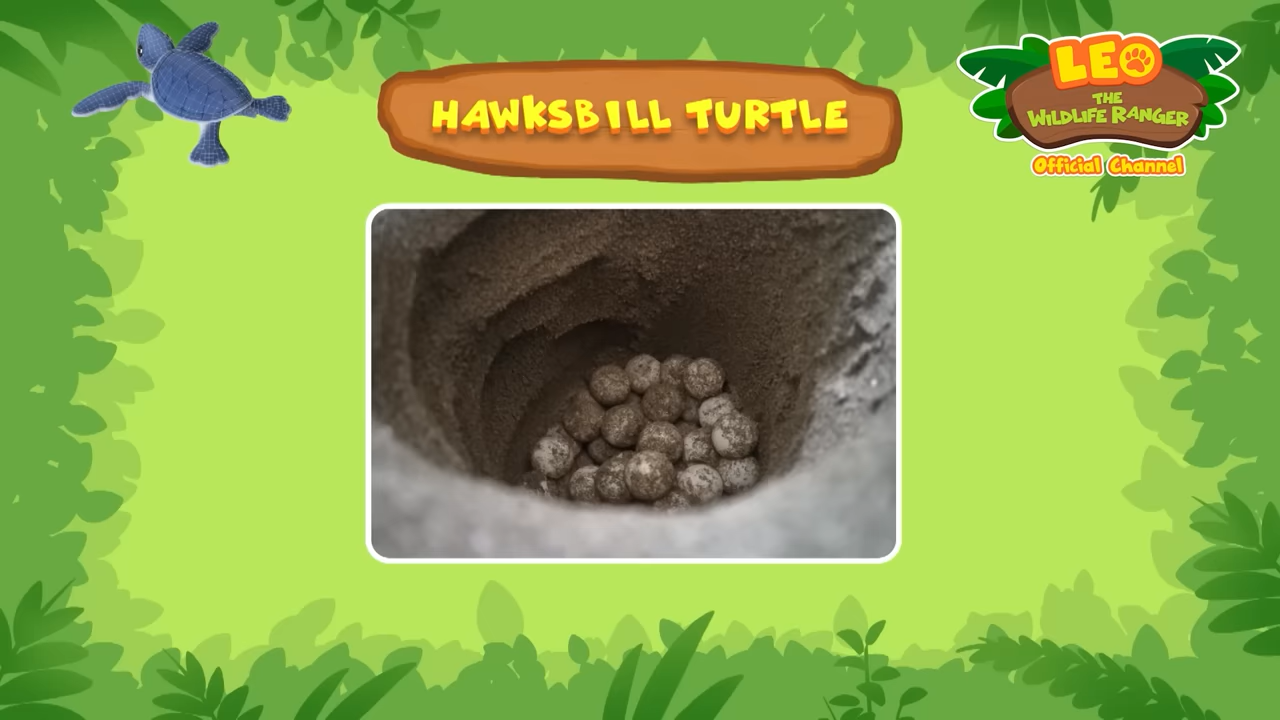 HAWKSBILL TURTLE
LEO
THE
WILDLIFE RANGER
Official Channel